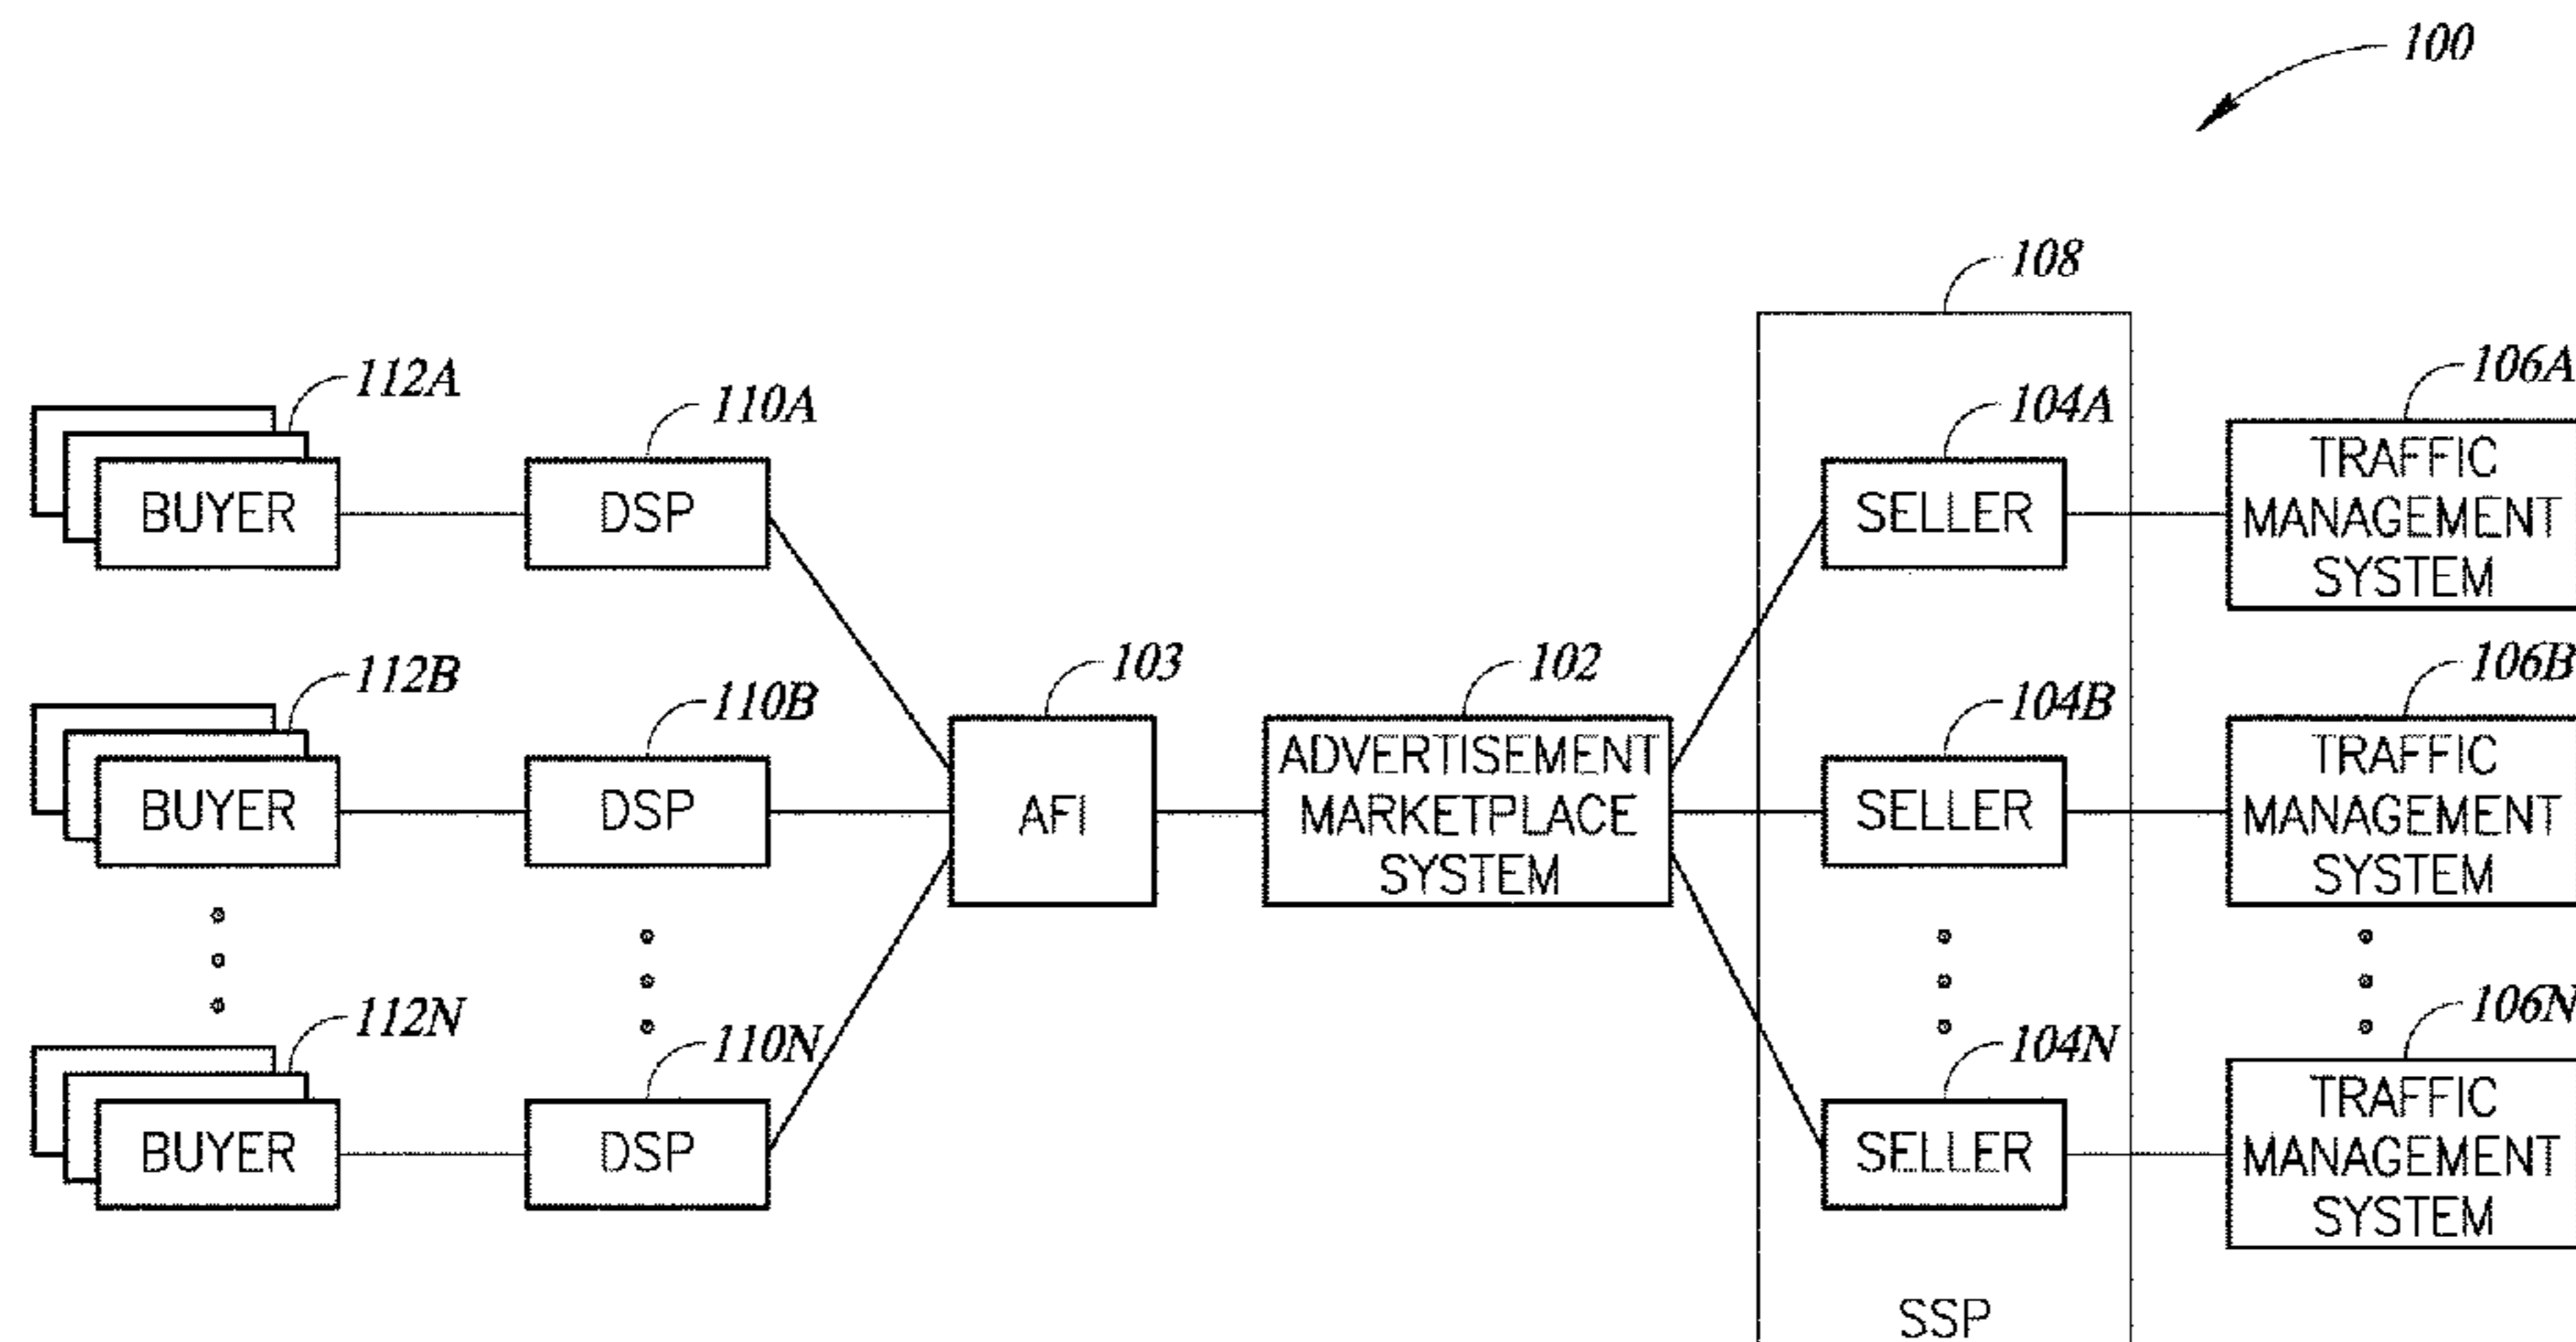 100
108
112A
110A
104A
106A
BUYER
DSP
SELLER
TRAFFIC
MANAGEMENT
SYSTEM
112B
110B
103
102
104B
106B
BUYER
DSP
AFI
ADVERTISEMENT
MARKETPLACE
SYSTEM
SELLER
TRAFFIC
MANAGEMENT
SYSTEM
112N
110N
104N
106N
BUYER
DSP
SELLER
TRAFFIC
MANAGEMENT
SYSTEM
SSP